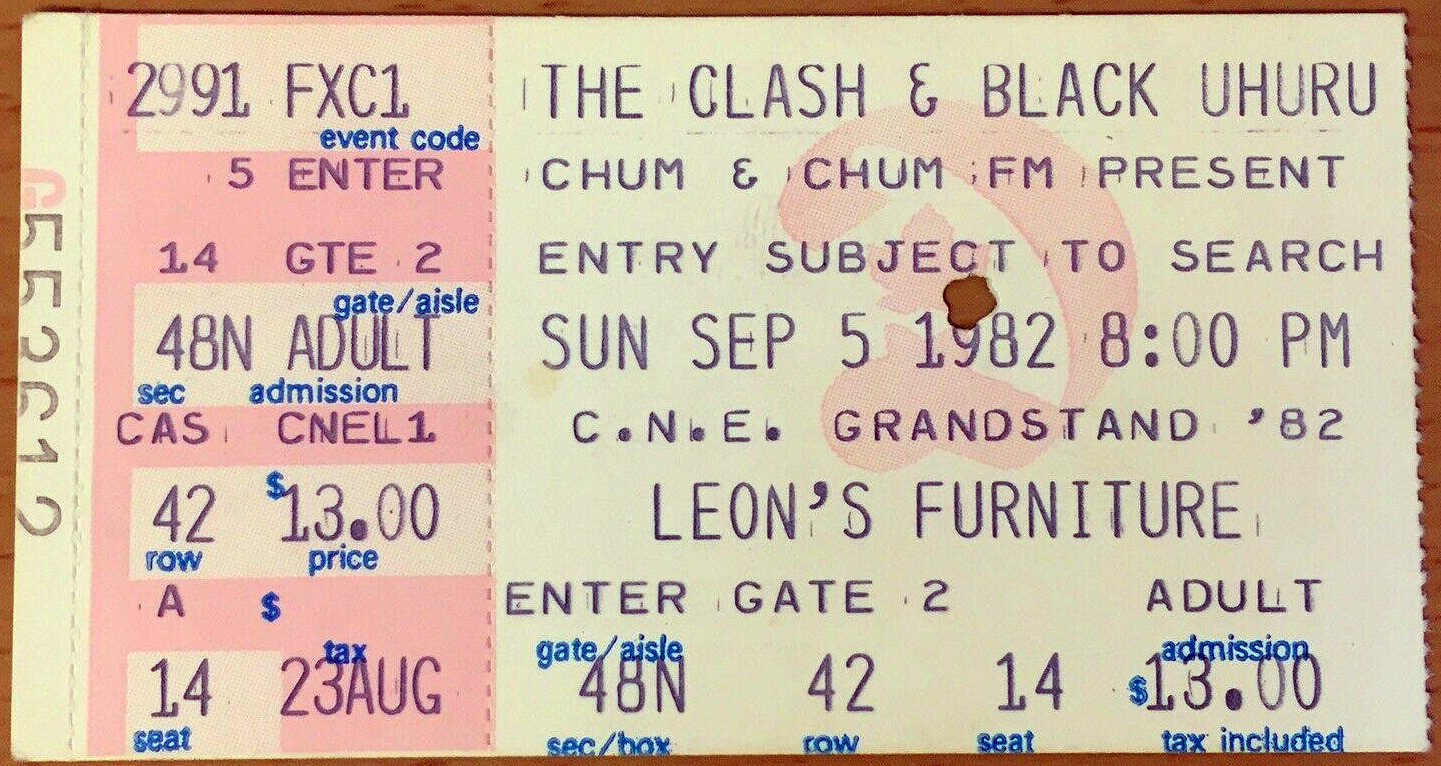 G552612
2991 FXC1
event code
5 ENTER
14 GTE 2
gate/aisle
48N ADULT
sec admission
CAS CNEL1
42 $13.00
row price
A $
tax
14 23AUG
seat
THE CLASH & BLACK UHURU
CHUM & CHUM FM PRESENT
ENTRY SUBJECT TO SEARCH
SUN SEP 5 1982 8:00 PM
C.N.E. GRANDSTAND '82
LEON'S FURNITURE
ENTER GATE 2 ADULT
gate/aisle admission
48N 42 14 $13.00
sec/box row seat tax included